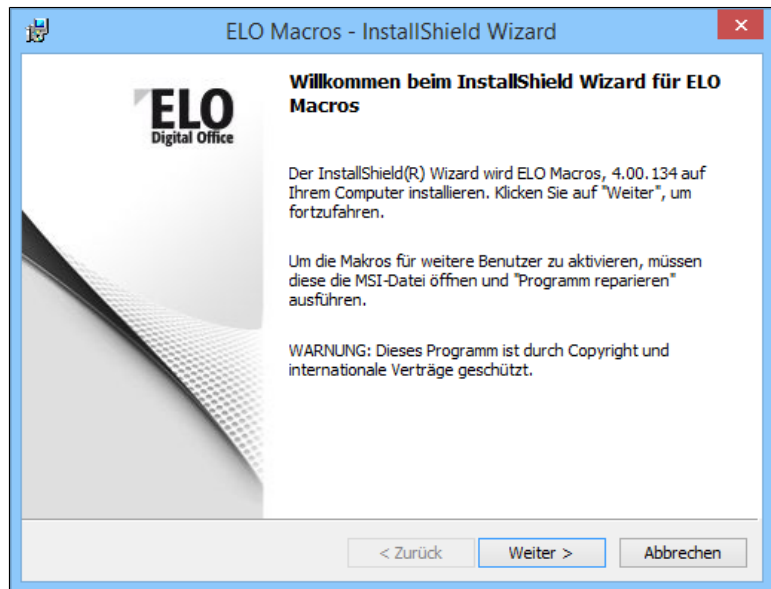 ELO Macros - InstallShield Wizard
ELO
Digital Office
Willkommen beim InstallShield Wizard für ELO
Macros
Der InstallShield(R) Wizard wird ELO Macros, 4.00.134 auf
Ihrem Computer installieren. Klicken Sie auf "Weiter", um
fortzufahren.
Um die Makros für weitere Benutzer zu aktivieren, müssen
diese die MSI-Datei öffnen und "Programm reparieren"
ausführen.
WARNUNG: Dieses Programm ist durch Copyright und
internationale Verträge geschützt.
< Zurück Weiter > Abbrechen